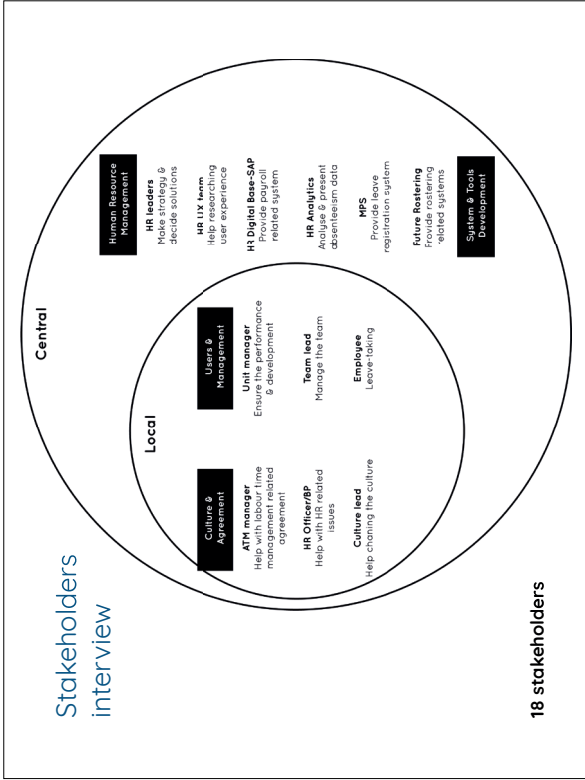 Stakeholders
interview
Central
Local
Culture &
Agreement
ATM manager
Help with labour time
management related
agreement
HR Officer/BP
Help with HR related
issues
Culture lead
Help chaning the culture
Users &
Management
Unit manager
Ensure the performance
& development
Team lead
Manage the team
Employee
Leave-taking
Human Resource
Management
HR leaders
Make strategy &
decide solutions
HR UX team
Help researching
user experience
HR Digital Base-SAP
Provide payroll
related system
HR Analytics
Analyse & present
absenteeism data
MPS
Provide leave
registration system
Future Rostering
Provide rostering
related systems
System & Tools
Development
18 stakeholders